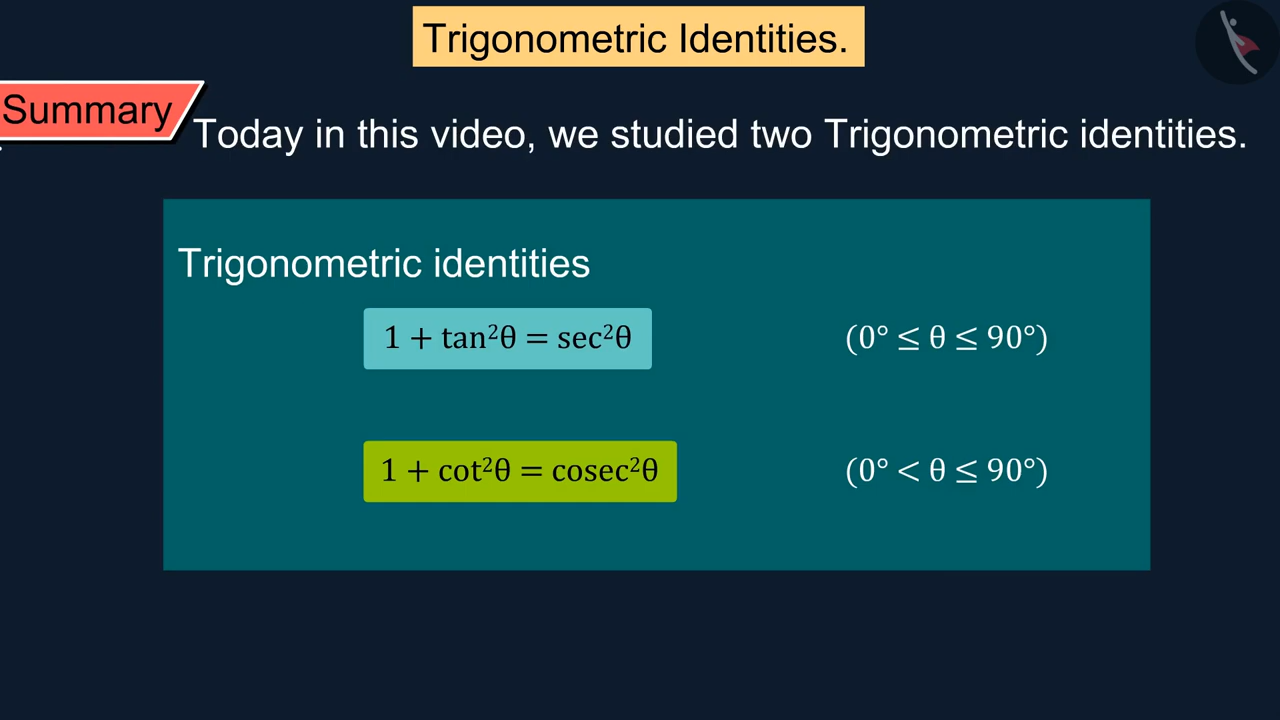 Trigonometric Identities.
Summary
Today in this video, we studied two Trigonometric identities.
Trigonometric identities
1 + tan²θ = sec²θ (0° ≤ θ ≤ 90°)
1 + cot²θ = cosec²θ (0° < θ ≤ 90°)